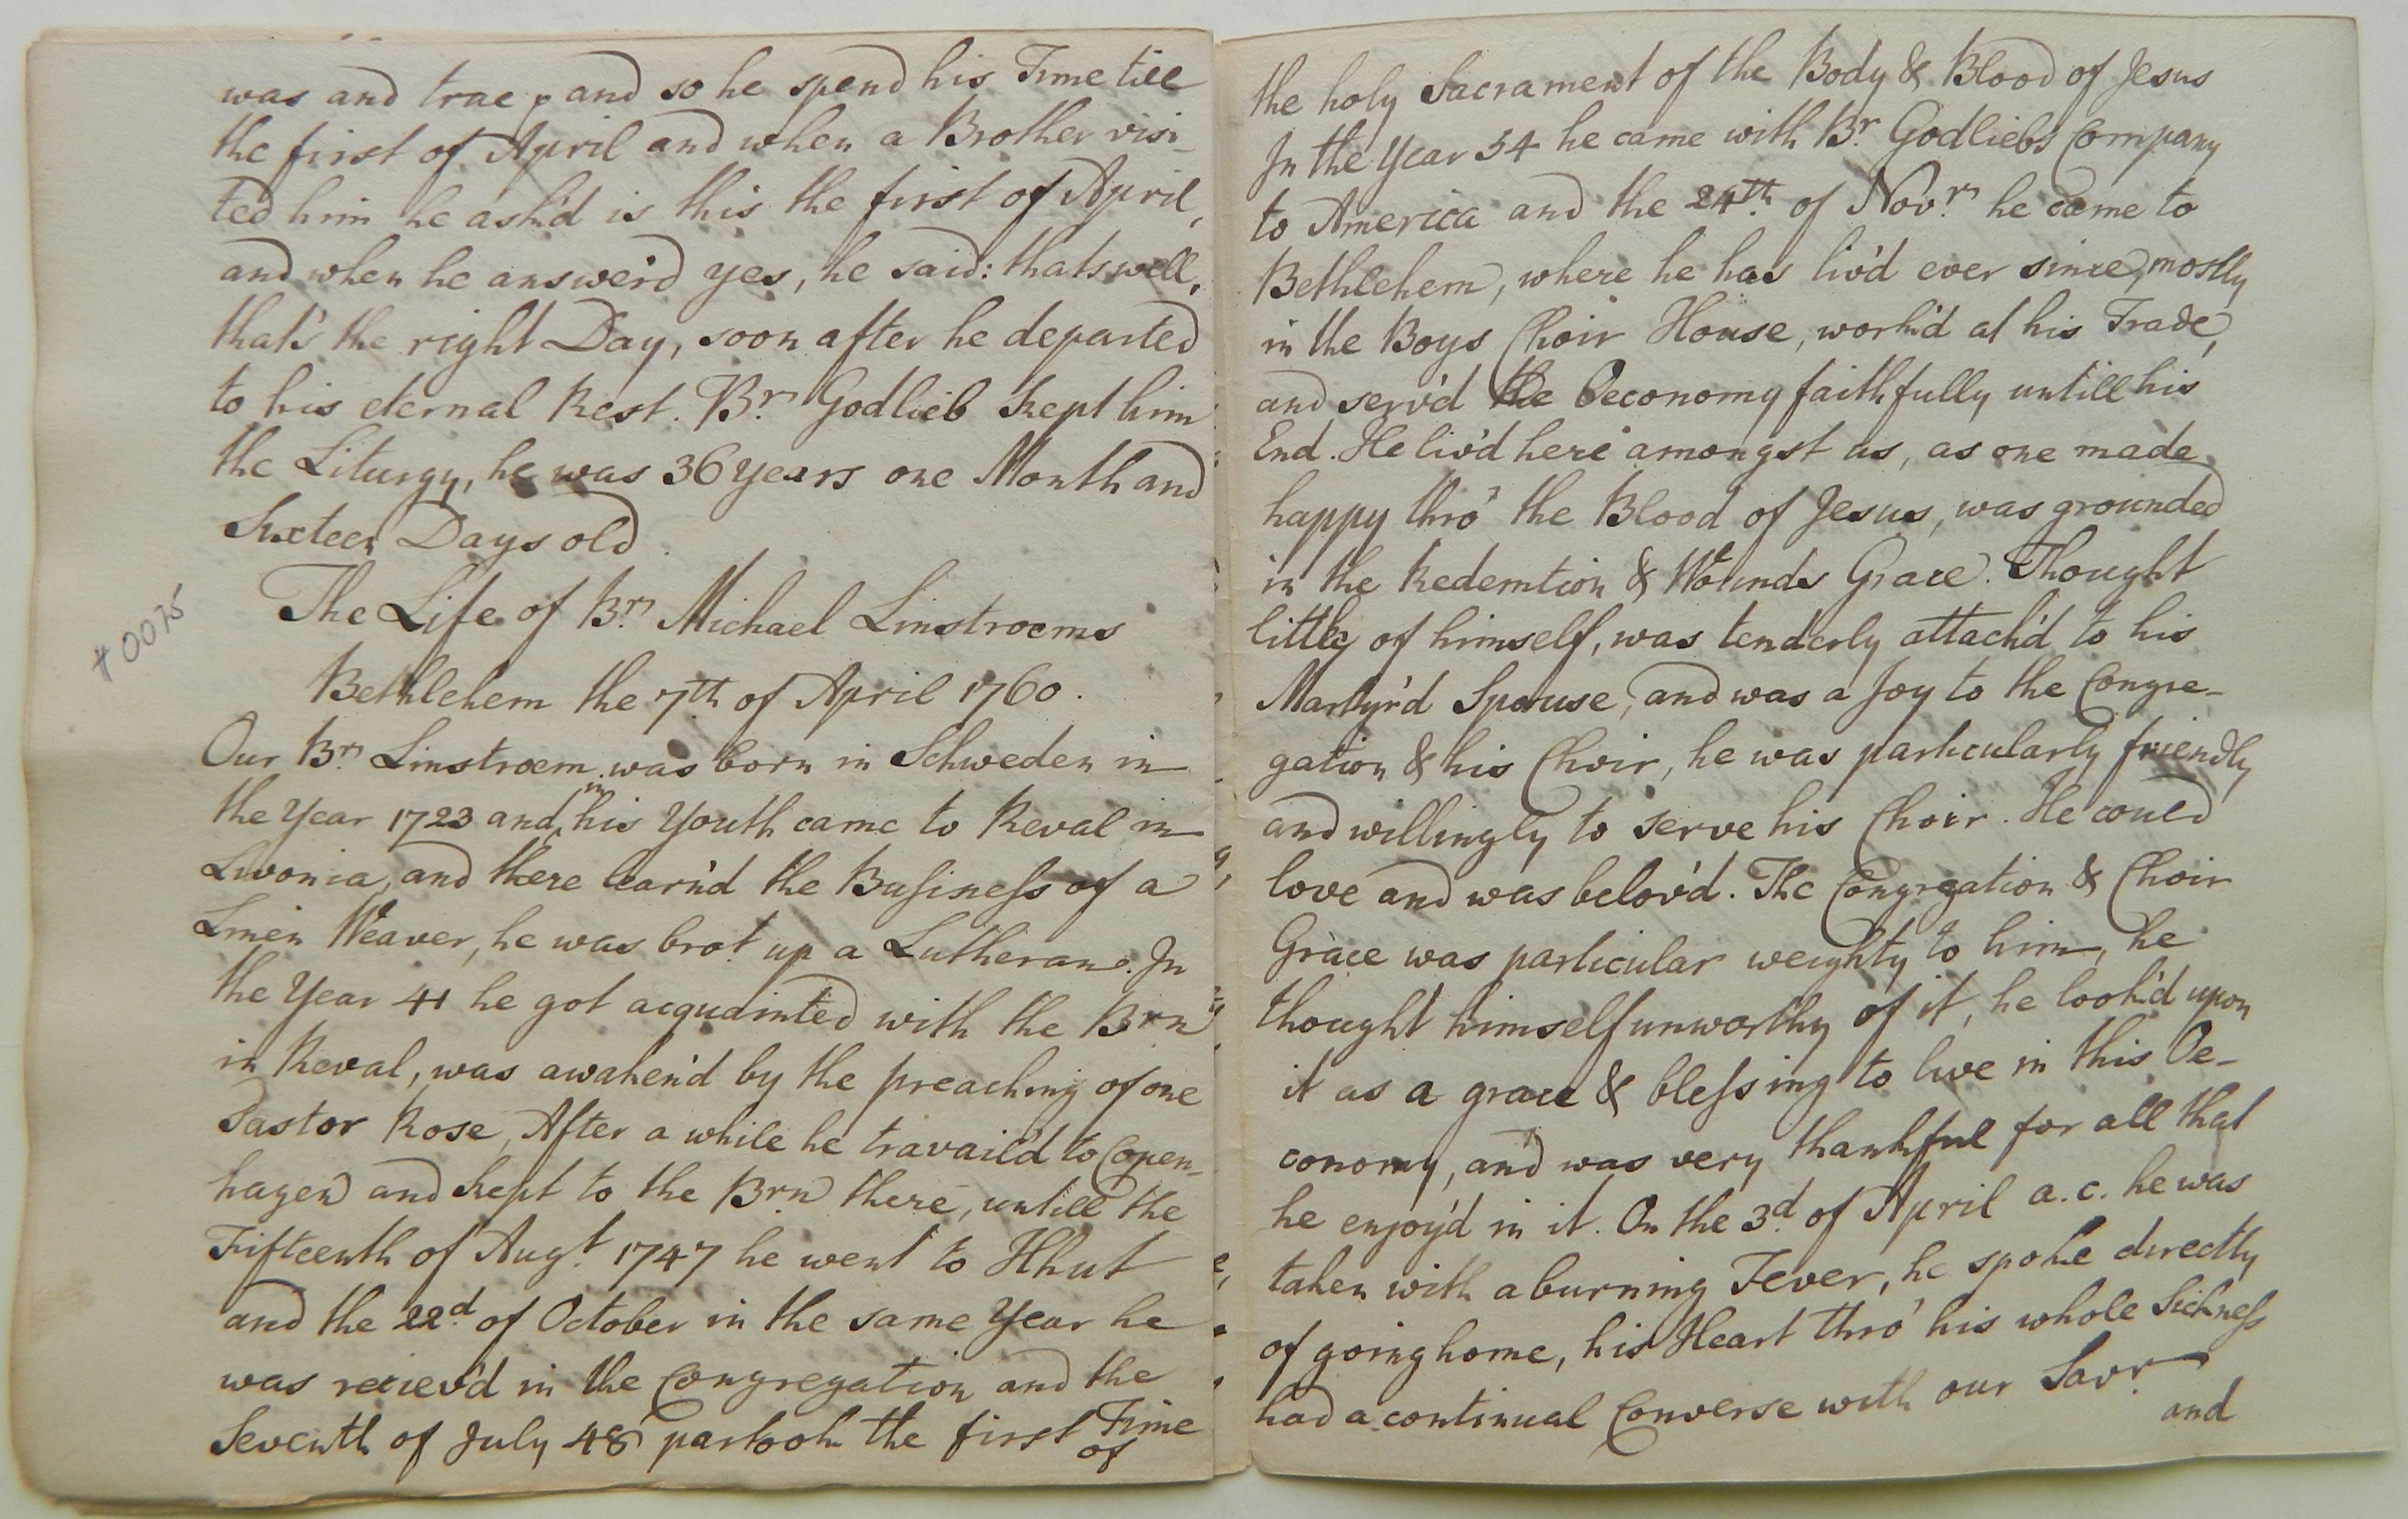 was and true, and so he spend his Time till
the first of April and when a Brother visi-
ted him he ask'd is this the first of April,
and when he answer'd yes, he said: thats well,
that's the right Day, soon after he departed
to his eternal Rest. Br. Godlieb kept him
the Liturgy, he was 36 years one Month and
Sixteen Days old.
The Life of Br. Michael Linstroems
Bethlehem the 7th of April 1760.
Our Br. Linstroem was born in Schweden in
the Year 1723 and in his Youth came to Reval in
Livonia, and there learn'd the Business of a
Linen Weaver, he was brot up a Lutheran. In
the Year 41 he got acquainted with the Brn
in Reval, was awaken'd by the preaching of one
Pastor Rose, After a while he travail'd to Copen-
hagen and kept to the Brn there, untill the
Fifteenth of Augt. 1747 he went to Hhut
and the 22d. of October in the same Year he
was reciev'd in the Congregation and the
Seventh of July 48 partook the first Time
of
the holy Sacrament of the Body & Blood of Jesus
In the Year 54 he came with Br. Godliebs Company
to America and the 24th. of Novr. he came to
Bethlehem, where he has liv'd ever since, mostly
in the Boys Choir House, work'd at his Trade,
and serv'd the Oeconomy faithfully untill his
End. He liv'd here amongst us, as one made
happy thro' the Blood of Jesus, was grounded
in the Redemtion & Wounds Grace. Thought
little of himself, was tenderly attach'd to his
Martyr'd Spouse, and was a Joy to the Congre-
gation & his Choir, he was particularly friendly
and willingly to serve his Choir. He coued
love and was belov'd. The Congregation & Choir
Grace was particular weighty to him, he
thought himself unworthy of it, he look'd upon
it as a grace & blessing to live in this Oe-
conomy, and was very thankful for all that
he enjoy'd in it. On the 3d. of April a.c. he was
taken with a burning Fever, he spoke directly
of going home, his Heart thro' his whole Sickness
had a continual Converse with our Savr.
and
+0075